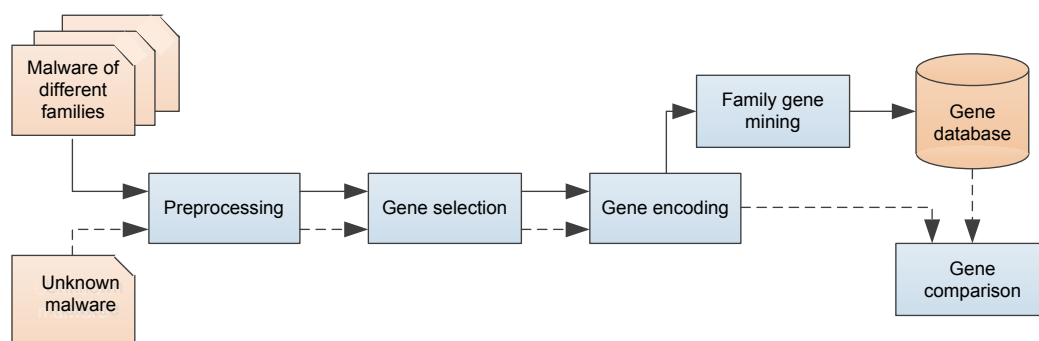 Malware of
different
families
Family gene
mining
Gene
database
Preprocessing
Gene selection
Gene encoding
Unknown
malware
Gene
comparison